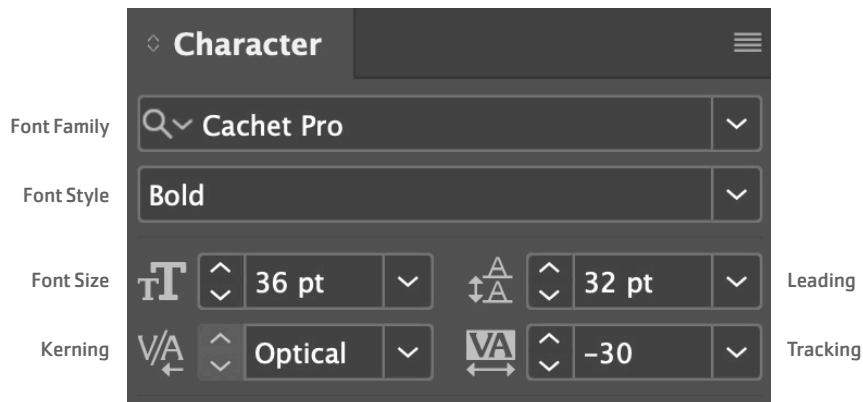 Character
Font Family Cachet Pro
Font Style Bold
Font Size 36 pt 32 pt Leading
Kerning Optical -30 Tracking